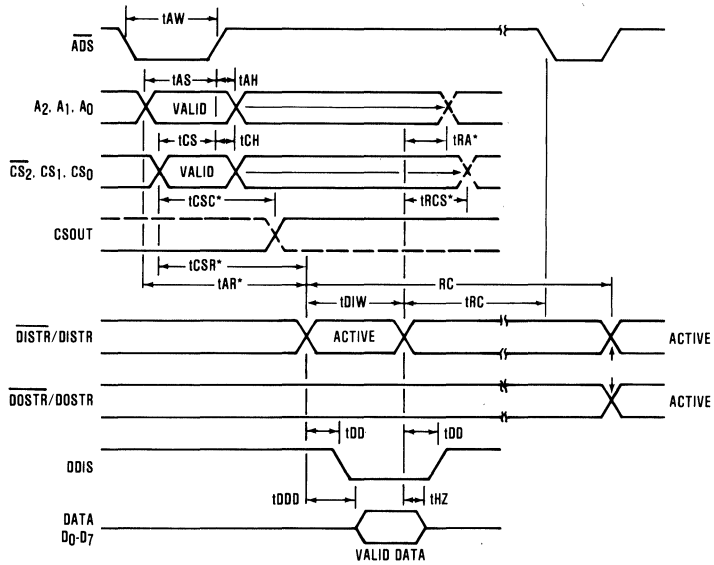 tAW
ADS
tAS tAH
A2, A1, A0 VALID
tCS tCH tRA*
CS2, CS1, CS0 VALID
tCSC* tRCS*
CSOUT
tCSR*
tAR* RC
tDIW tRC
DISTR/DISTR ACTIVE ACTIVE
DOSTR/DOSTR ACTIVE
tDD tDD
DDIS
tDDD tHZ
DATA
D0-D7
VALID DATA